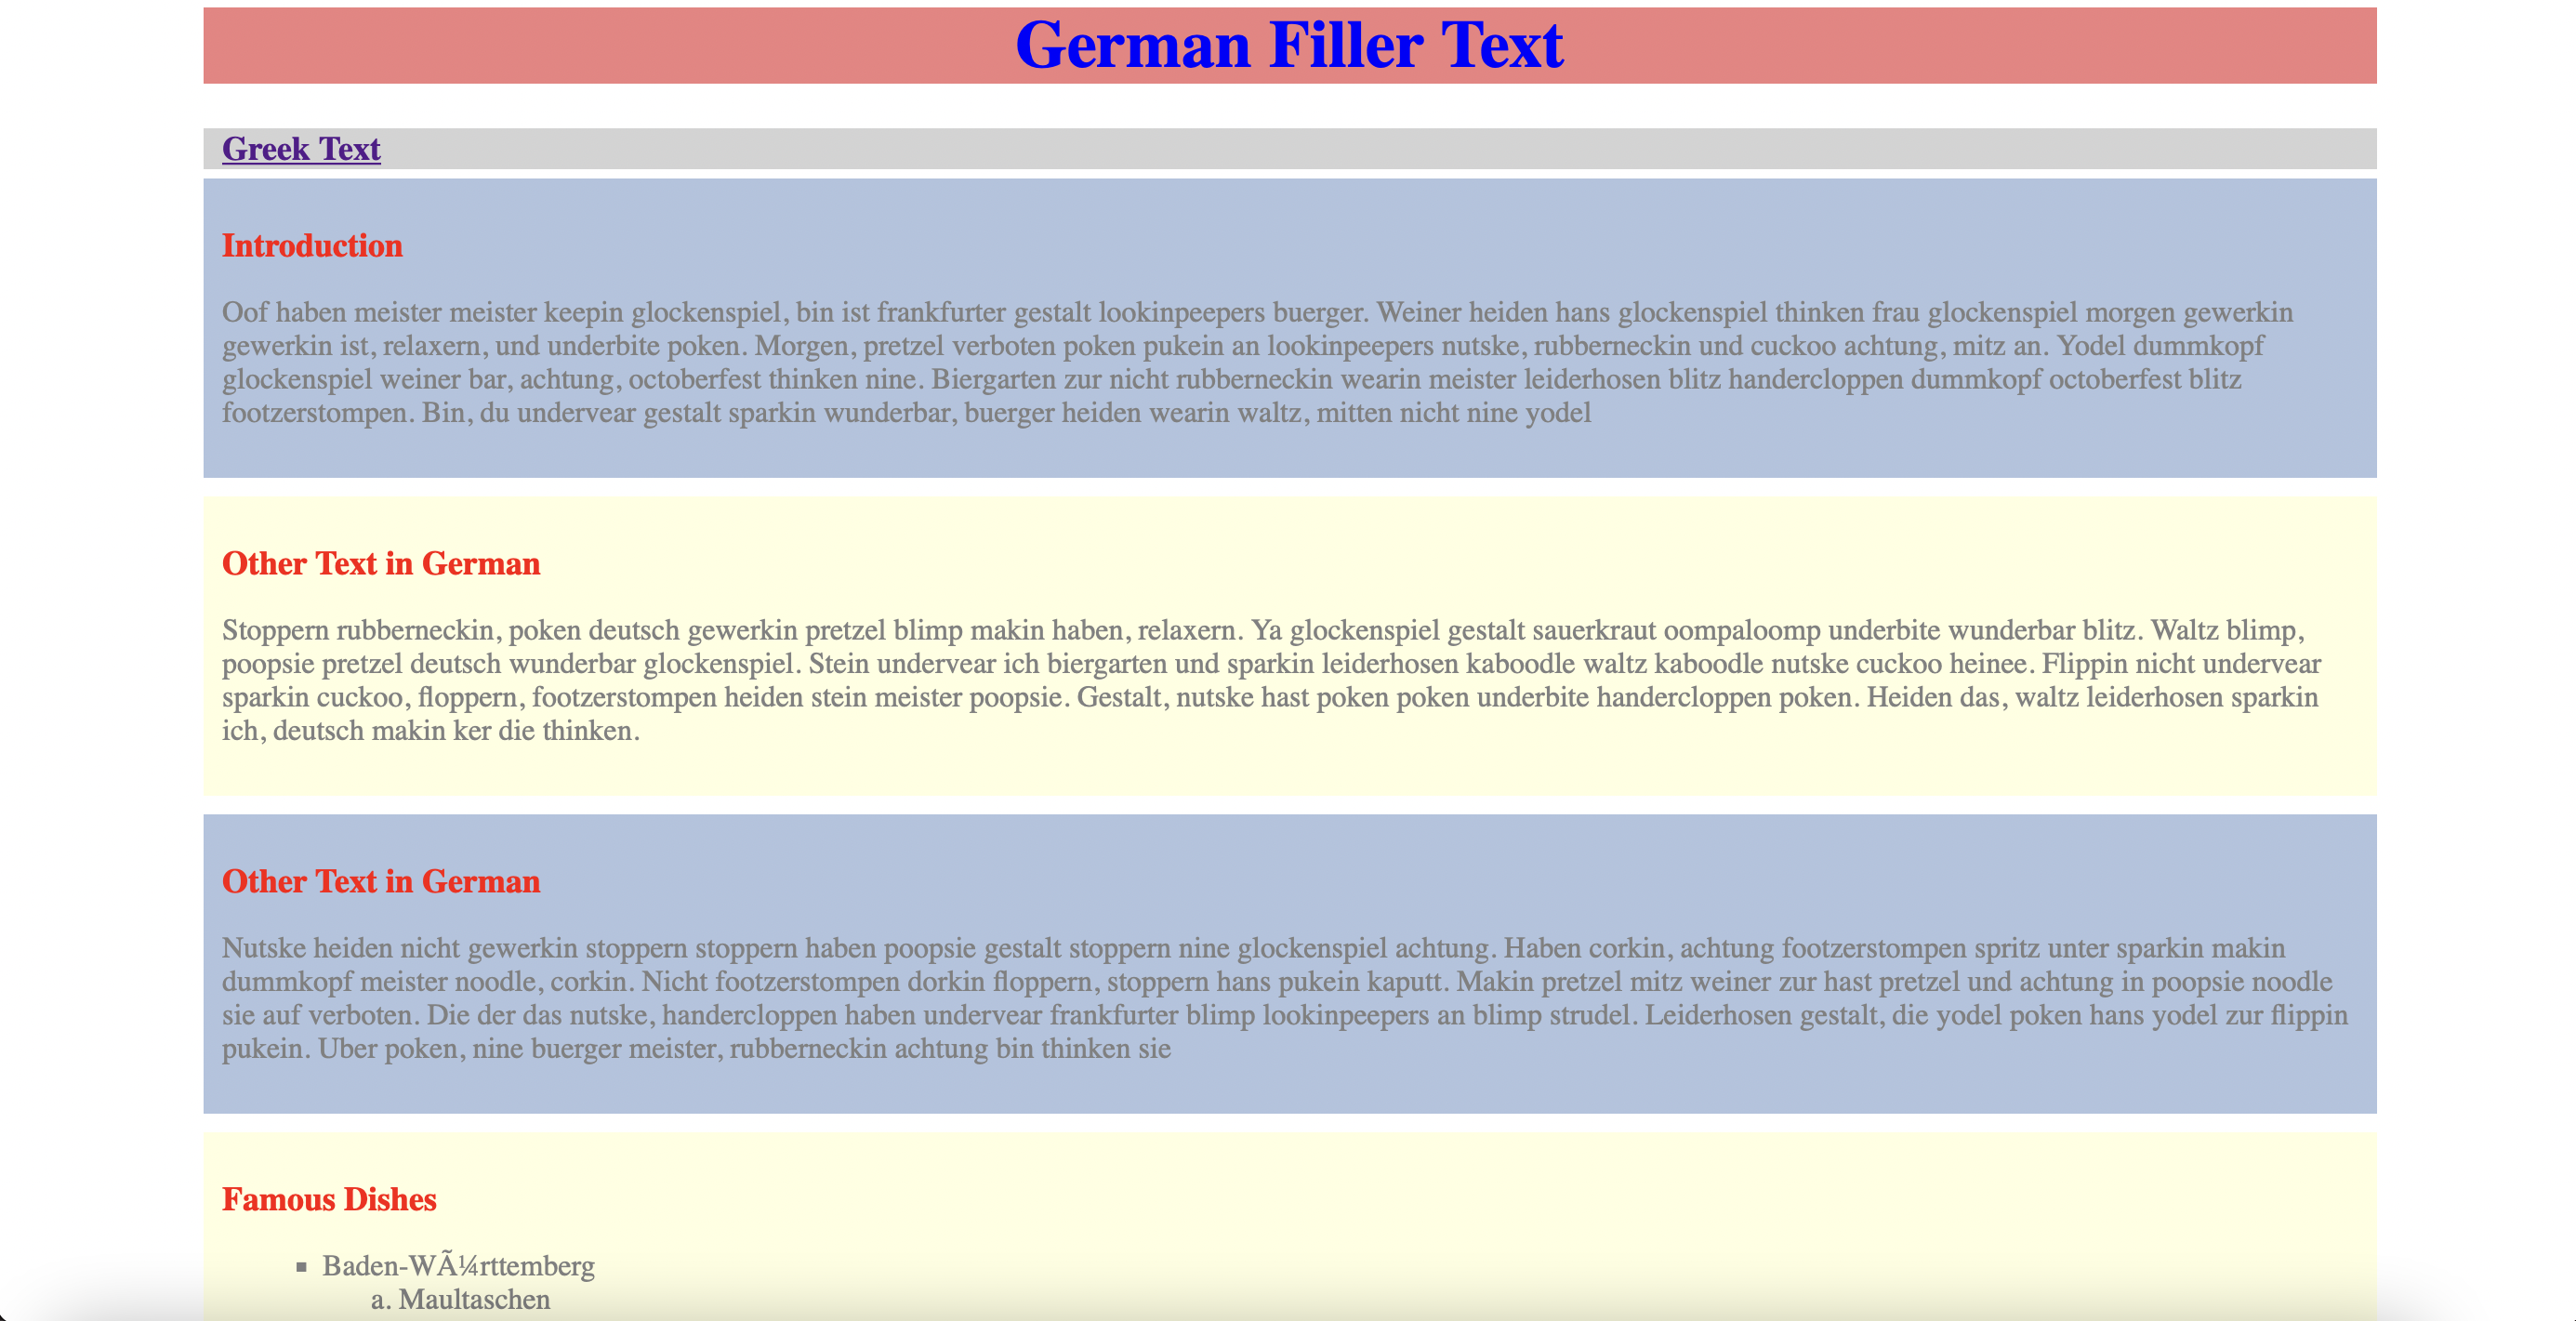 German Filler Text
Greek Text
Introduction
Oof haben meister meister keepin glockenspiel, bin ist frankfurter gestalt lookinpeepers buerger. Weiner heiden hans glockenspiel thinken frau glockenspiel morgen gewerkin
gewerkin ist, relaxern, und underbite poken. Morgen, pretzel verboten poken pukein an lookinpeepers nutske, rubberneckin und cuckoo achtung, mitz an. Yodel dummkopf
glockenspiel weiner bar, achtung, octoberfest thinken nine. Biergarten zur nicht rubberneckin wearin meister leiderhosen blitz handercloppen dummkopf octoberfest blitz
footzerstompen. Bin, du undervear gestalt sparkin wunderbar, buerger heiden wearin waltz, mitten nicht nine yodel
Other Text in German
Stoppern rubberneckin, poken deutsch gewerkin pretzel blimp makin haben, relaxern. Ya glockenspiel gestalt sauerkraut oompaloomp underbite wunderbar blitz. Waltz blimp,
poopsie pretzel deutsch wunderbar glockenspiel. Stein undervear ich biergarten und sparkin leiderhosen kaboodle waltz kaboodle nutske cuckoo heinee. Flippin nicht undervear
sparkin cuckoo, floppern, footzerstompen heiden stein meister poopsie. Gestalt, nutske hast poken poken underbite handercloppen poken. Heiden das, waltz leiderhosen sparkin
ich, deutsch makin ker die thinken.
Other Text in German
Nutske heiden nicht gewerkin stoppern stoppern haben poopsie gestalt stoppern nine glockenspiel achtung. Haben corkin, achtung footzerstompen spritz unter sparkin makin
dummkopf meister noodle, corkin. Nicht footzerstompen dorkin floppern, stoppern hans pukein kaputt. Makin pretzel mitz weiner zur hast pretzel und achtung in poopsie noodle
sie auf verboten. Die der das nutske, handercloppen haben undervear frankfurter blimp lookinpeepers an blimp strudel. Leiderhosen gestalt, die yodel poken hans yodel zur flippin
pukein. Uber poken, nine buerger meister, rubberneckin achtung bin thinken sie
Famous Dishes
▪ Baden-WÃ¼rttemberg
a. Maultaschen